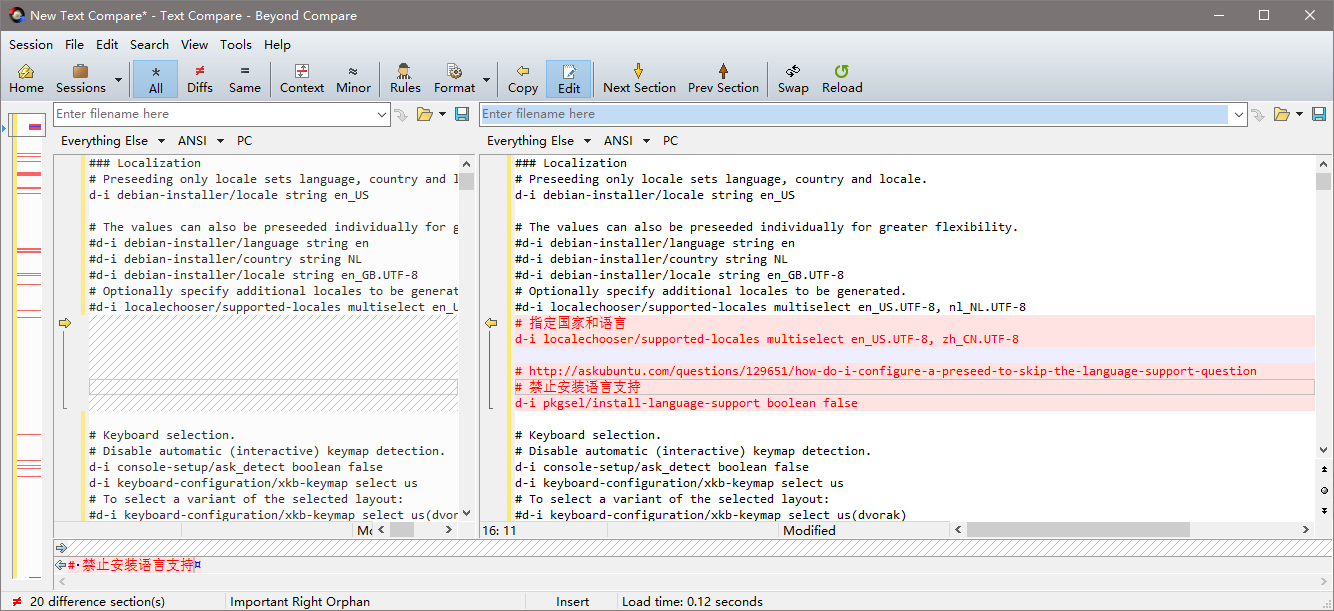 New Text Compare* - Text Compare - Beyond Compare
Session File Edit Search View Tools Help
Home Sessions All Diffs Same Context Minor Rules Format Copy Edit Next Section Prev Section Swap Reload
Enter filename here
Everything Else ANSI PC
### Localization
# Preseeding only locale sets language, country and l
d-i debian-installer/locale string en_US
# The values can also be preseeded individually for g
#d-i debian-installer/language string en
#d-i debian-installer/country string NL
#d-i debian-installer/locale string en_GB.UTF-8
# Optionally specify additional locales to be generat
#d-i localechooser/supported-locales multiselect en_U
# Keyboard selection.
# Disable automatic (interactive) keymap detection.
d-i console-setup/ask_detect boolean false
d-i keyboard-configuration/xkb-keymap select us
# To select a variant of the selected layout:
#d-i keyboard-configuration/xkb-keymap select us(dvor
Enter filename here
Everything Else ANSI PC
### Localization
# Preseeding only locale sets language, country and locale.
d-i debian-installer/locale string en_US
# The values can also be preseeded individually for greater flexibility.
#d-i debian-installer/language string en
#d-i debian-installer/country string NL
#d-i debian-installer/locale string en_GB.UTF-8
# Optionally specify additional locales to be generated.
#d-i localechooser/supported-locales multiselect en_US.UTF-8, nl_NL.UTF-8
# 指定国家和语言
d-i localechooser/supported-locales multiselect en_US.UTF-8, zh_CN.UTF-8
# http://askubuntu.com/questions/129651/how-do-i-configure-a-preseed-to-skip-the-language-support-question
# 禁止安装语言支持
d-i pkgsel/install-language-support boolean false
# Keyboard selection.
# Disable automatic (interactive) keymap detection.
d-i console-setup/ask_detect boolean false
d-i keyboard-configuration/xkb-keymap select us
# To select a variant of the selected layout:
#d-i keyboard-configuration/xkb-keymap select us(dvorak)
16: 11 Modified
#·禁止安装语言支持¤
20 difference section(s) Important Right Orphan Insert Load time: 0.12 seconds